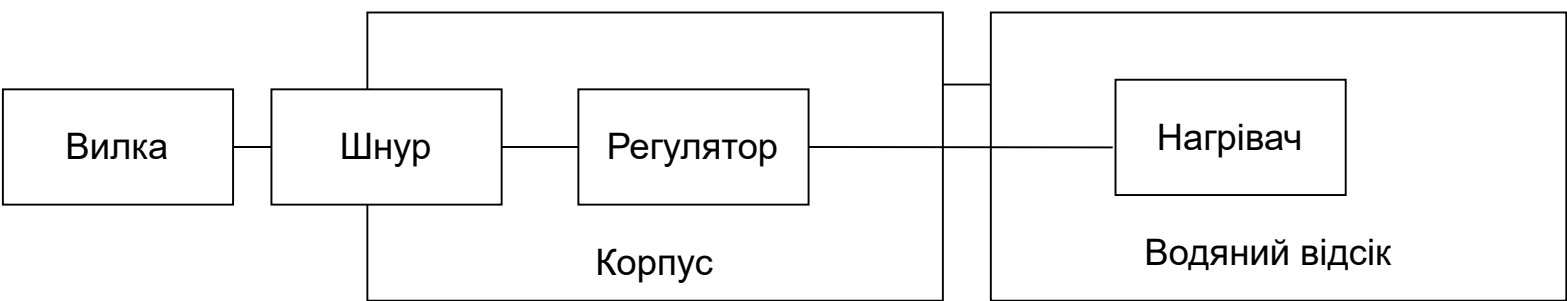 Вилка
Шнур
Регулятор
Нагрівач
Корпус
Водяний відсік